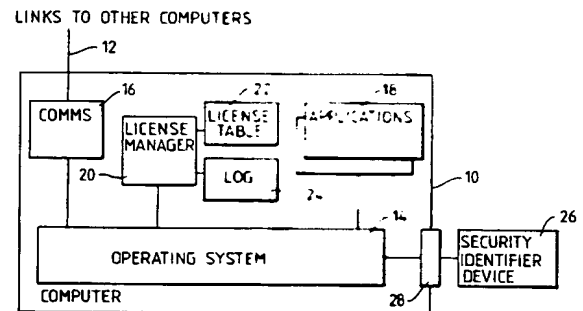 LINKS TO OTHER COMPUTERS
12
16
COMMS
22
LICENSE
TABLE
18
APPLICATIONS
LICENSE
MANAGER
20
LOG
24
10
14
26
OPERATING SYSTEM
SECURITY
IDENTIFIER
DEVICE
COMPUTER
28